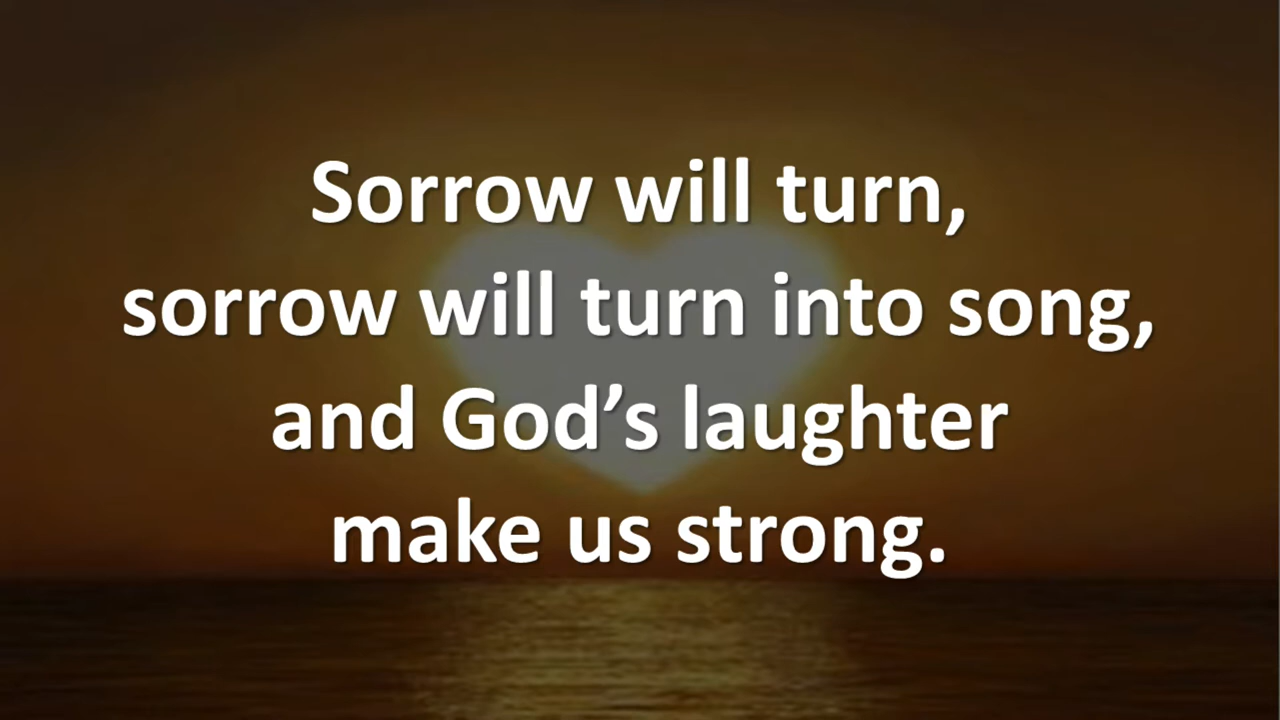 Sorrow will turn,
sorrow will turn into song,
and God’s laughter
make us strong.